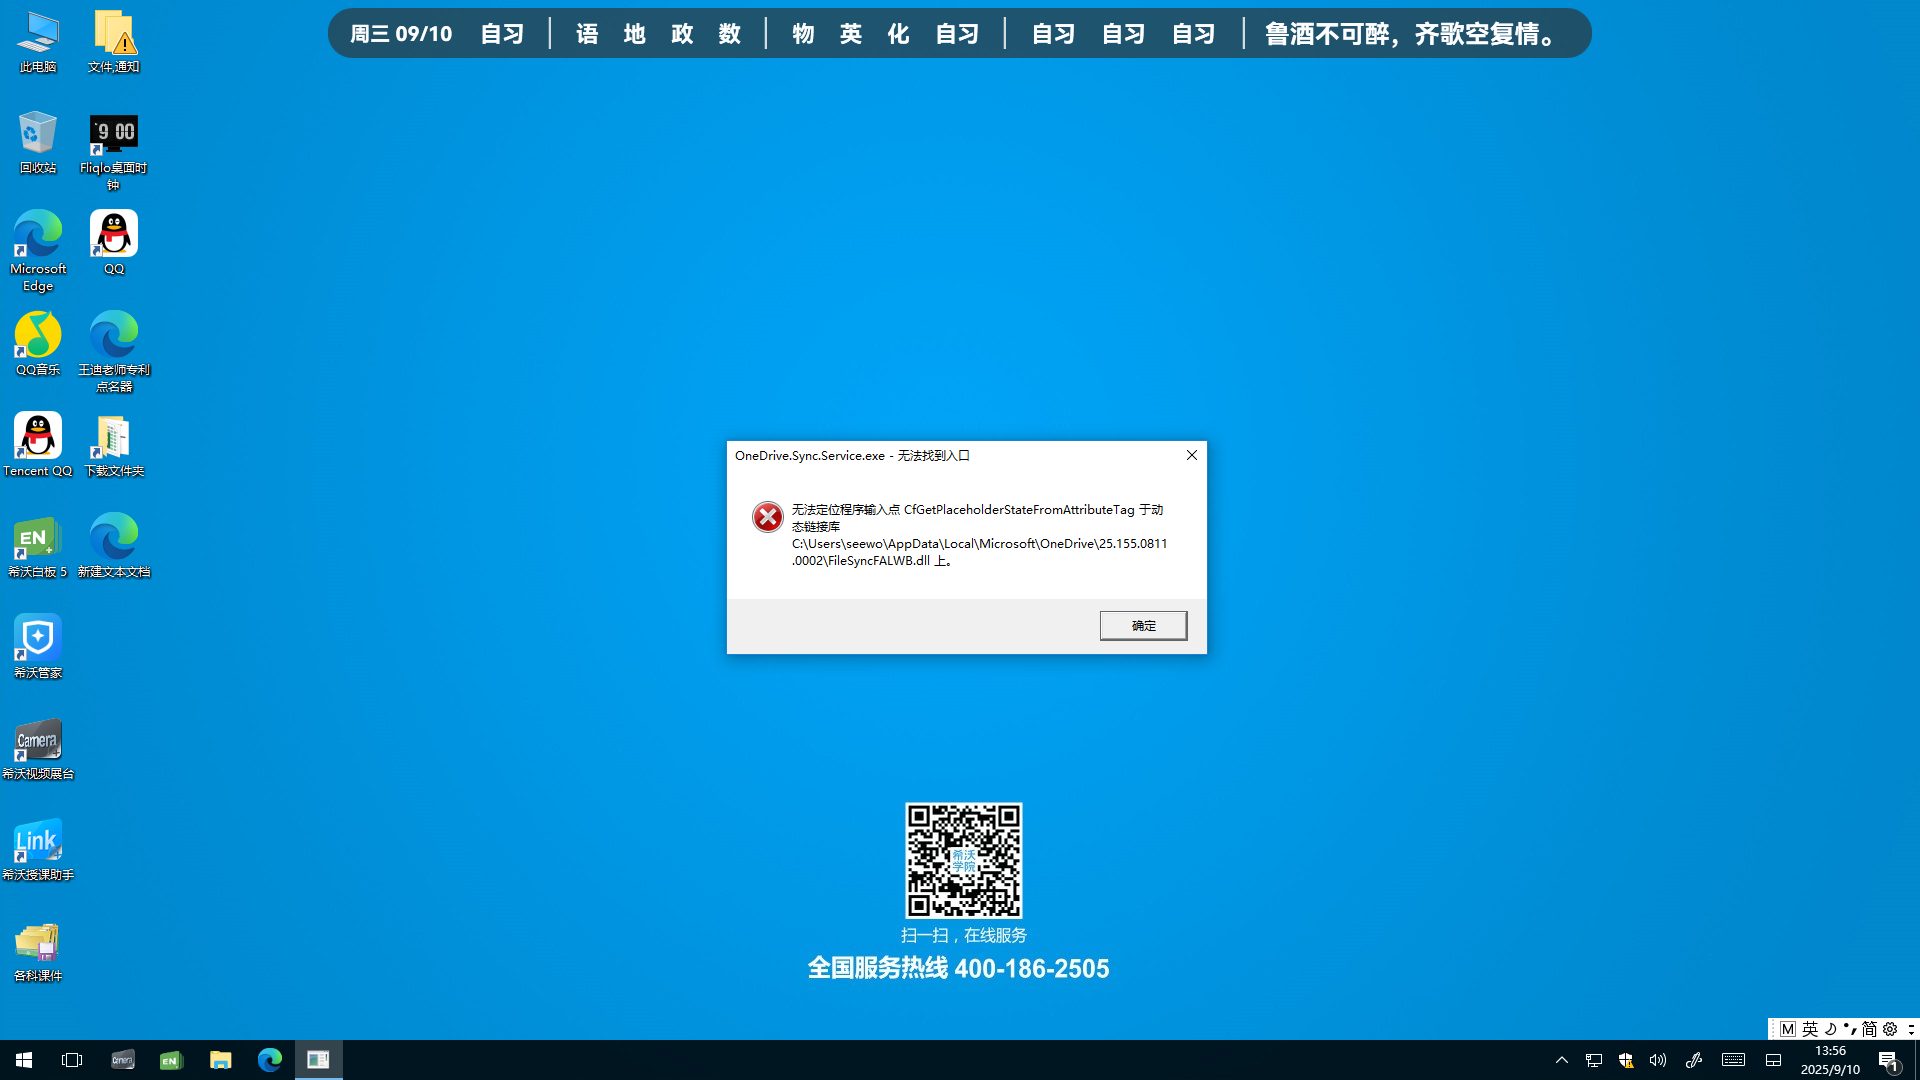 周三 09/10 自习 | 语 地 政 数 | 物 英 化 自习 | 自习 自习 自习 | 鲁酒不可醉，齐歌空复情。
此电脑
文件,通知
回收站
9 00
Fliqlo桌面时
钟
Microsoft
Edge
QQ
QQ音乐
王迪老师专利
点名器
Tencent QQ
下载文件夹
EN
希沃白板 5
新建文本文档
希沃管家
Camera
希沃视频展台
Link
希沃授课助手
各科课件
OneDrive.Sync.Service.exe - 无法找到入口
无法定位程序输入点 CfGetPlaceholderStateFromAttributeTag 于动
态链接库
C:\Users\seewo\AppData\Local\Microsoft\OneDrive\25.155.0811
.0002\FileSyncFALWB.dll 上。
确定
希沃
学院
扫一扫，在线服务
全国服务热线 400-186-2505
M 英 简
Camera
EN
13:56
2025/9/10
1